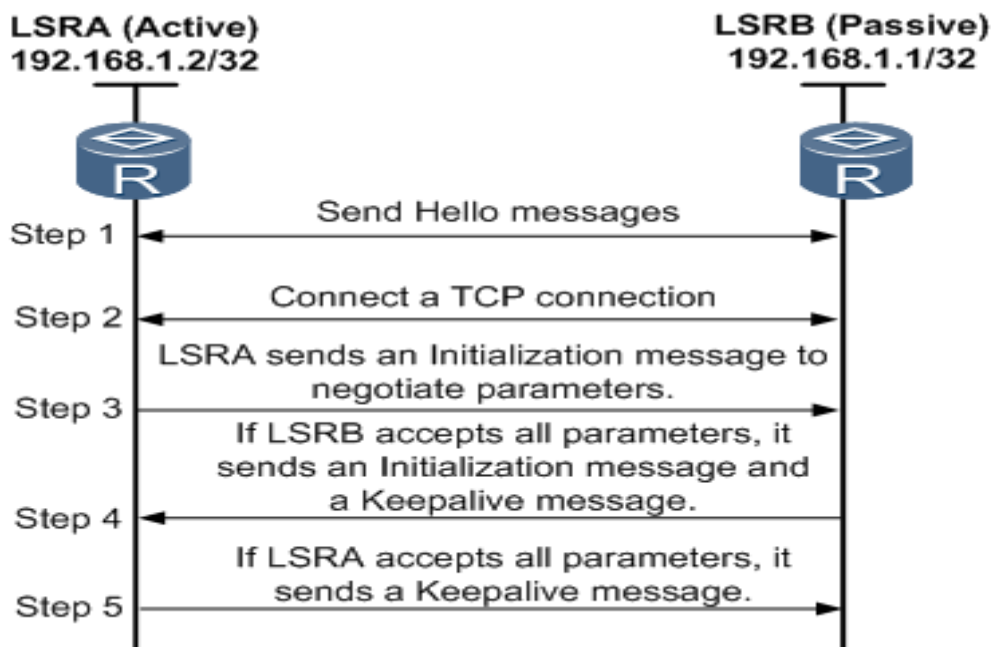 LSRA (Active)
192.168.1.2/32
LSRB (Passive)
192.168.1.1/32
R
R
Send Hello messages
Step 1
Connect a TCP connection
Step 2
LSRA sends an Initialization message to
negotiate parameters.
Step 3
If LSRB accepts all parameters, it
sends an Initialization message and
a Keepalive message.
Step 4
If LSRA accepts all parameters, it
sends a Keepalive message.
Step 5